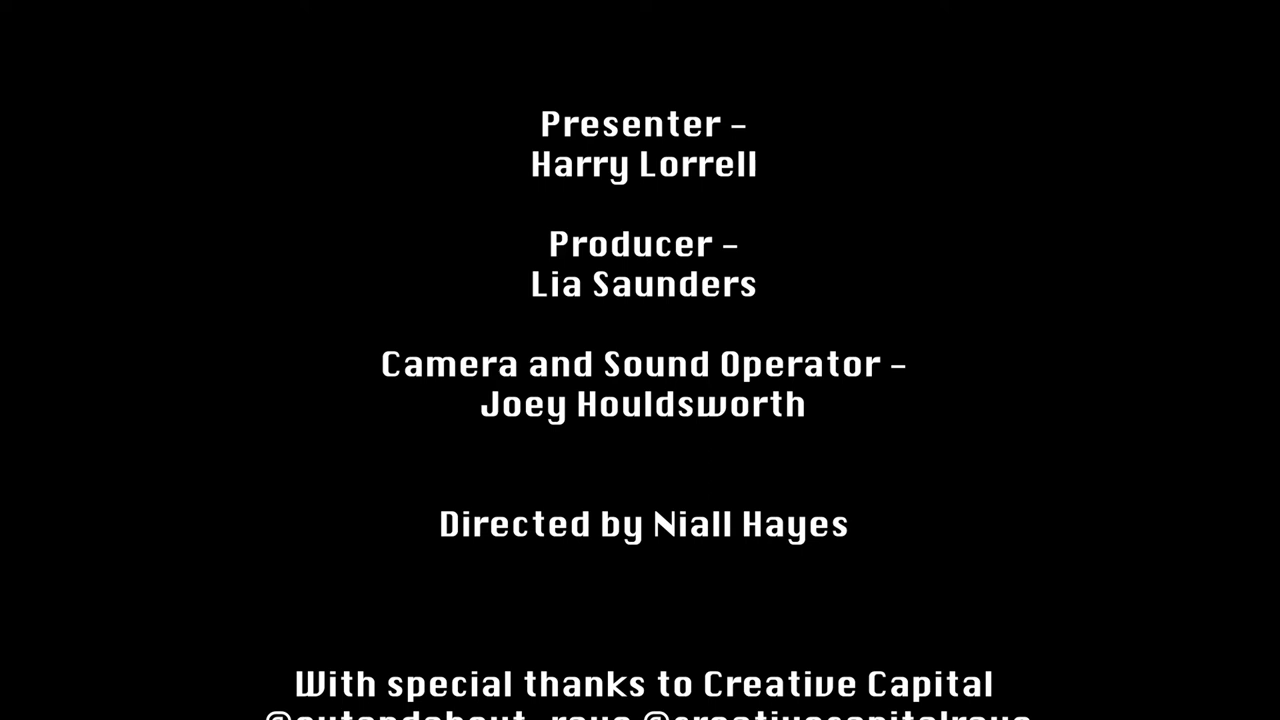 Presenter -
Harry Lorrell
Producer -
Lia Saunders
Camera and Sound Operator -
Joey Houldsworth
Directed by Niall Hayes
With special thanks to Creative Capital